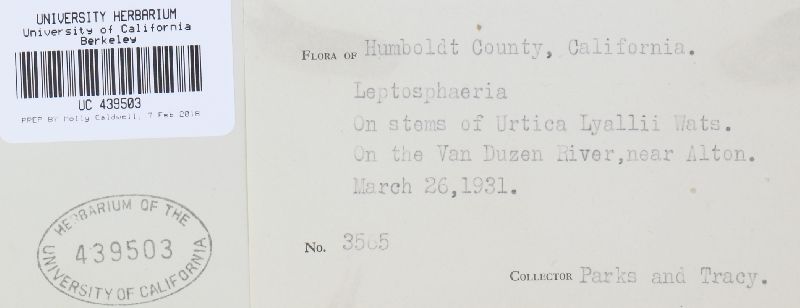 UNIVERSITY HERBARIUM
University of California
Berkeley
UC 439503
PREP BY Molly Caldwell, 7 Feb 2018
HERBARIUM OF THE
439503
UNIVERSITY OF CALIFORNIA
FLORA OF Humboldt County, California.
Leptosphaeria
On stems of Urtica Lyallii Wats.
On the Van Duzen River,near Alton.
March 26,1931.
No. 3565
COLLECTOR Parks and Tracy.